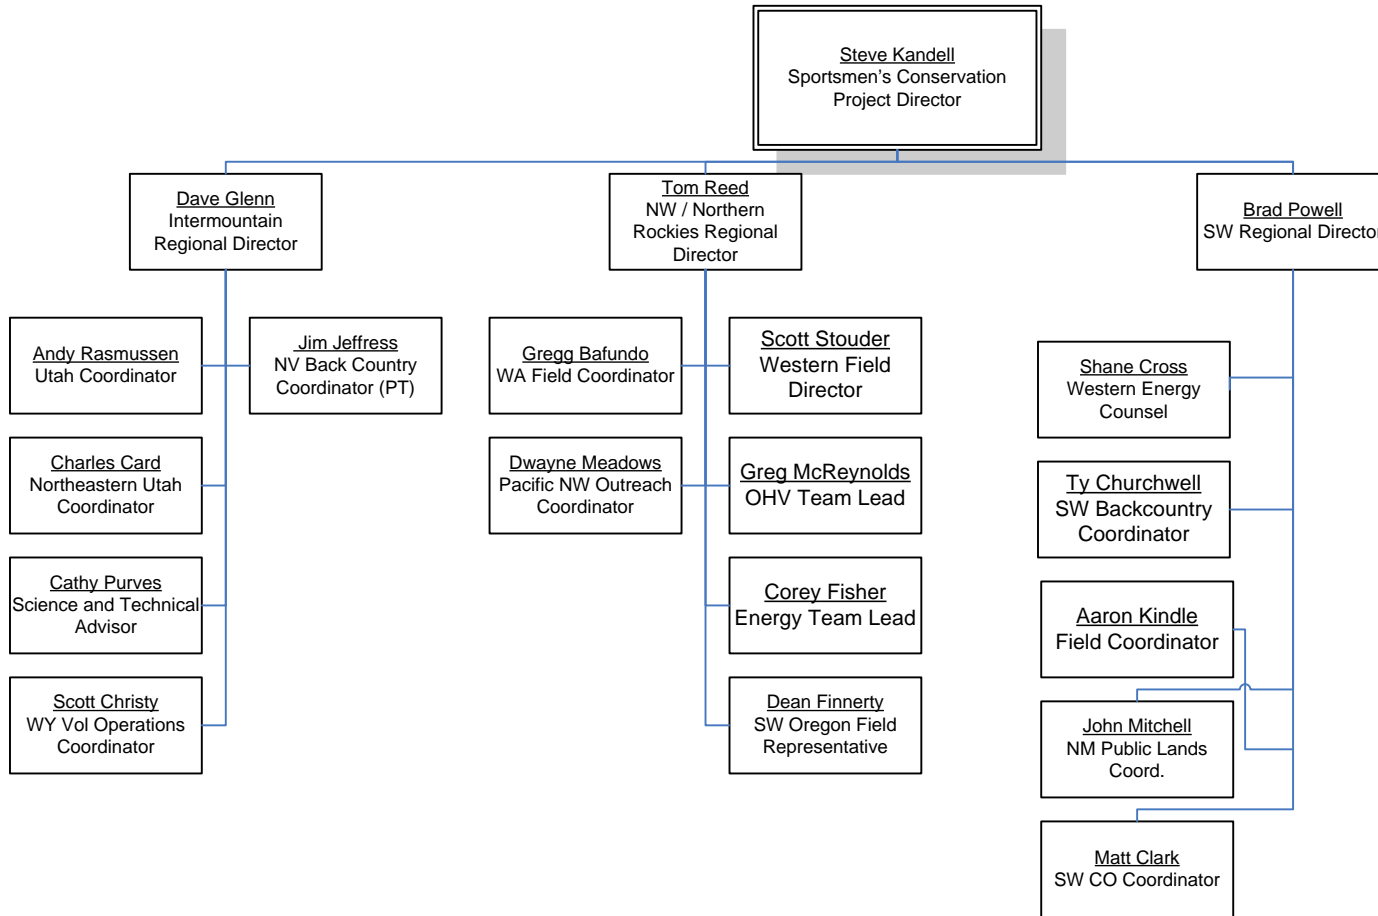 Steve Kandell
Sportsmen's Conservation
Project Director
Dave Glenn
Intermountain
Regional Director
Tom Reed
NW / Northern
Rockies Regional
Director
Brad Powell
SW Regional Director
Andy Rasmussen
Utah Coordinator
Jim Jeffress
NV Back Country
Coordinator (PT)
Charles Card
Northeastern Utah
Coordinator
Cathy Purves
Science and Technical
Advisor
Scott Christy
WY Vol Operations
Coordinator
Gregg Bafundo
WA Field Coordinator
Scott Stouder
Western Field
Director
Dwayne Meadows
Pacific NW Outreach
Coordinator
Greg McReynolds
OHV Team Lead
Corey Fisher
Energy Team Lead
Dean Finnerty
SW Oregon Field
Representative
Shane Cross
Western Energy
Counsel
Ty Churchwell
SW Backcountry
Coordinator
Aaron Kindle
Field Coordinator
John Mitchell
NM Public Lands
Coord.
Matt Clark
SW CO Coordinator